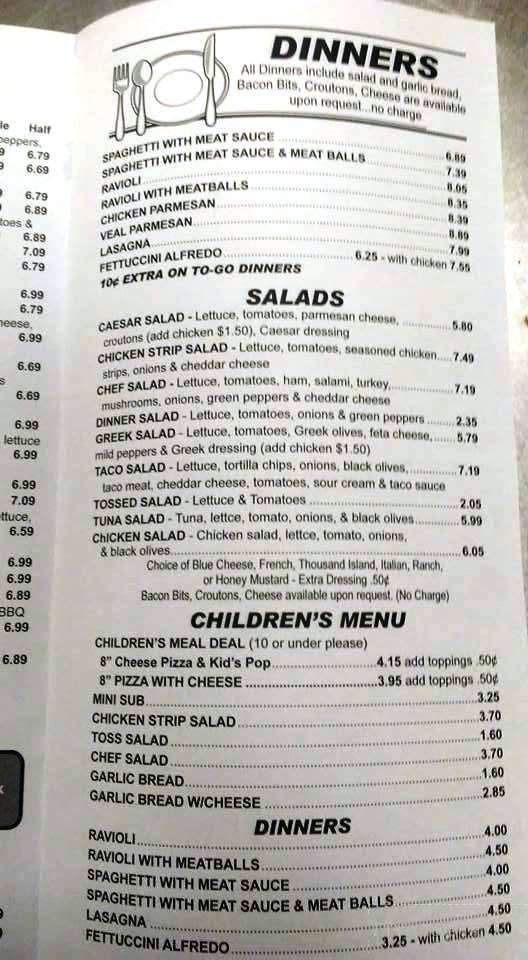 DINNERS
All Dinners include salad and garlic bread,
Bacon Bits, Croutons, Cheese are available
upon request...no charge
SPAGHETTI WITH MEAT SAUCE 6.89
SPAGHETTI WITH MEAT SAUCE & MEAT BALLS 7.39
RAVIOLI 8.05
RAVIOLI WITH MEATBALLS 8.35
CHICKEN PARMESAN 8.39
VEAL PARMESAN 8.89
LASAGNA 7.99
FETTUCCINI ALFREDO 6.25 - with chicken 7.55
10¢ EXTRA ON TO-GO DINNERS
SALADS
CAESAR SALAD - Lettuce, tomatoes, parmesan cheese, 5.80
croutons (add chicken $1.50), Caesar dressing
CHICKEN STRIP SALAD - Lettuce, tomatoes, seasoned chicken 7.49
strips, onions & cheddar cheese
CHEF SALAD - Lettuce, tomatoes, ham, salami, turkey, 7.19
mushrooms, onions, green peppers & cheddar cheese
DINNER SALAD - Lettuce, tomatoes, onions & green peppers 2.35
GREEK SALAD - Lettuce, tomatoes, Greek olives, feta cheese, 5.79
mild peppers & Greek dressing (add chicken $1.50)
TACO SALAD - Lettuce, tortilla chips, onions, black olives, 7.19
taco meat, cheddar cheese, tomatoes, sour cream & taco sauce
TOSSED SALAD - Lettuce & Tomatoes 2.05
TUNA SALAD - Tuna, lettce, tomato, onions, & black olives 5.99
CHICKEN SALAD - Chicken salad, lettce, tomato, onions,
& black olives 6.05
Choice of Blue Cheese, French, Thousand Island, Italian, Ranch,
or Honey Mustard - Extra Dressing .50¢
Bacon Bits, Croutons, Cheese available upon request. (No Charge)
CHILDREN'S MENU
CHILDREN'S MEAL DEAL (10 or under please)
8" Cheese Pizza & Kid's Pop 4.15 add toppings .50¢
8" PIZZA WITH CHEESE 3.95 add toppings .50¢
MINI SUB 3.25
CHICKEN STRIP SALAD 3.70
TOSS SALAD 1.60
CHEF SALAD 3.70
GARLIC BREAD 1.60
GARLIC BREAD W/CHEESE 2.85
DINNERS
RAVIOLI 4.00
RAVIOLI WITH MEATBALLS 4.50
SPAGHETTI WITH MEAT SAUCE 4.00
SPAGHETTI WITH MEAT SAUCE & MEAT BALLS 4.50
LASAGNA 4.50
FETTUCCINI ALFREDO 3.25 - with chicken 4.50
Half
6.79
6.69
6.79
6.89
6.89
7.09
6.79
6.99
6.79
6.99
6.69
6.69
6.99
lettuce
6.99
6.99
7.09
6.59
6.99
6.99
6.89
BBQ
6.99
6.89